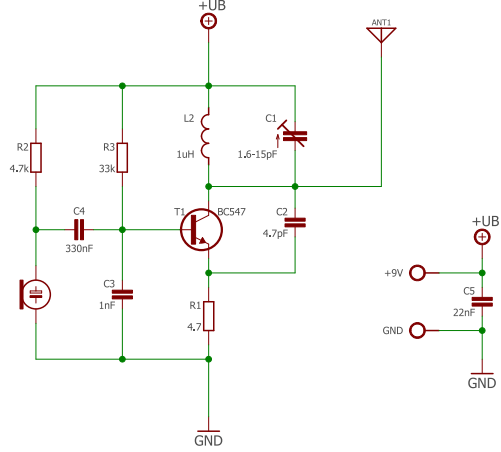 +UB
ANT1
L2
1uH
C1
1.6-15pF
R2
4.7k
R3
33k
C4
330nF
T1
BC547
C2
4.7pF
C3
1nF
R1
4.7
GND
+UB
+9V
C5
22nF
GND
GND